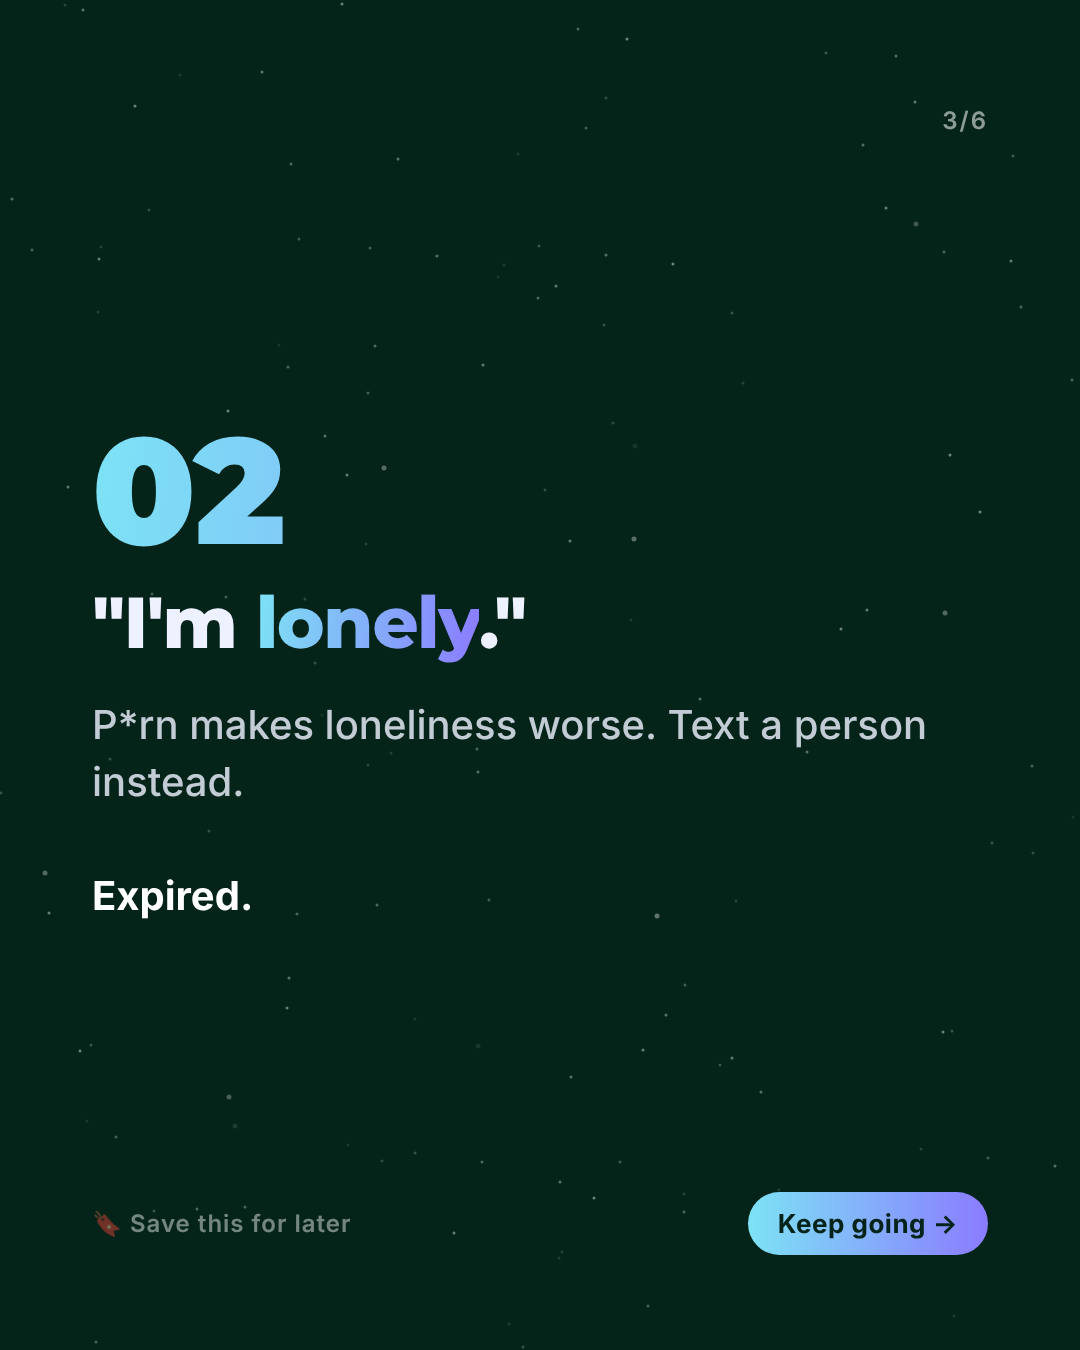 3/6
02
"I'm lonely."
P*rn makes loneliness worse. Text a person
instead.
Expired.
Save this for later
Keep going →